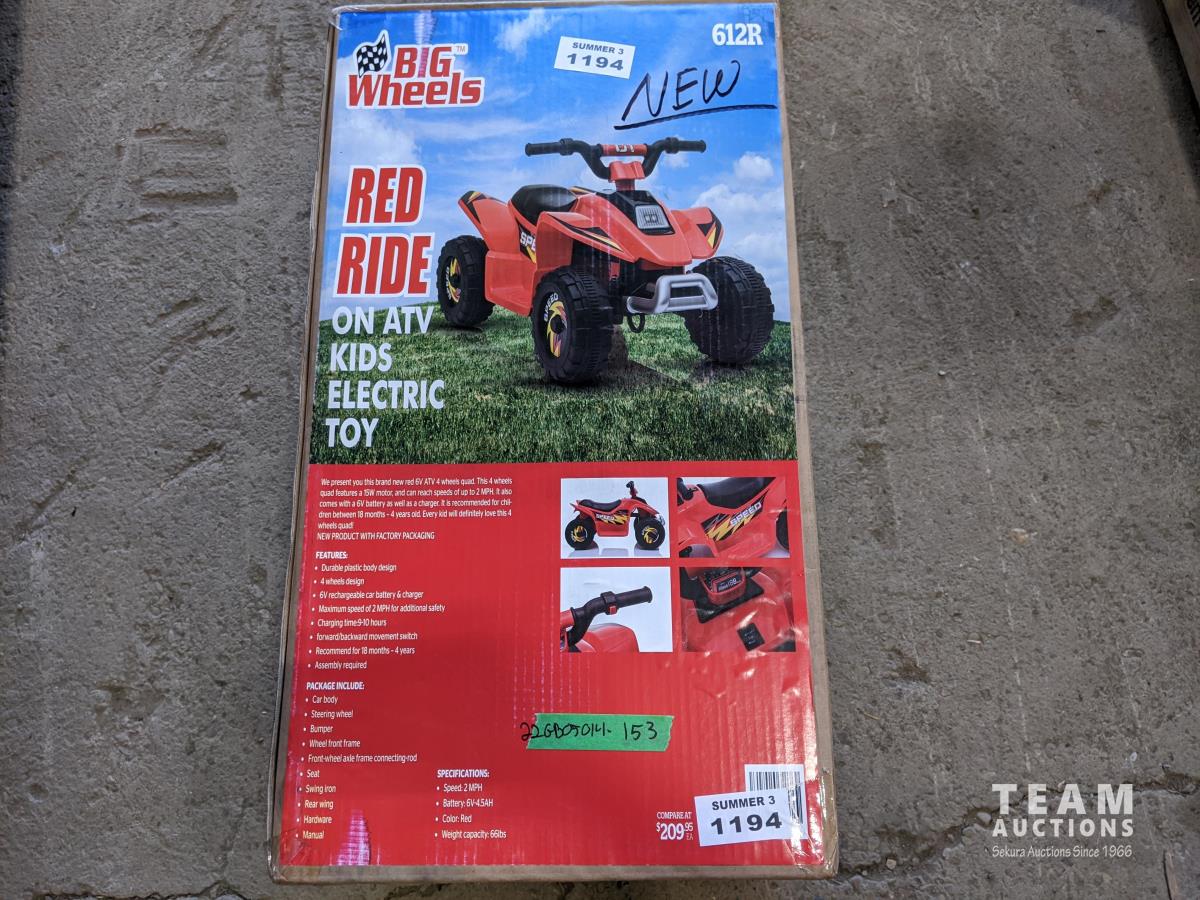 612R
BIG™
Wheels
SUMMER 3
1194
NEW
RED
RIDE
ON ATV
KIDS
ELECTRIC
TOY
SPEED
We present you this brand new red 6V ATV 4 wheels quad. This 4 wheels
quad features a 15W motor, and can reach speeds of up to 2 MPH. It also
comes with a 6V battery as well as a charger. It is recommended for chil-
dren between 18 months - 4 years old. Every kid will definitely love this 4
wheels quad!
NEW PRODUCT WITH FACTORY PACKAGING
FEATURES:
• Durable plastic body design
• 4 wheels design
• 6V rechargeable car battery & charger
• Maximum speed of 2 MPH for additional safety
• Charging time:9-10 hours
• forward/backward movement switch
• Recommend for 18 months - 4 years
• Assembly required
SPEED
SPEED
PACKAGE INCLUDE:
• Car body
• Steering wheel
• Bumper
• Wheel front frame
• Front-wheel axle frame connecting-rod
• Seat
• Swing iron
• Rear wing
• Hardware
• Manual
153
SPECIFICATIONS:
• Speed: 2 MPH
• Battery: 6V-4.5AH
• Color: Red
• Weight capacity: 66lbs
COMPARE AT
$209.95
EA
SUMMER 3
1194
TEAM
AUCTIONS
Sekura Auctions Since 1966